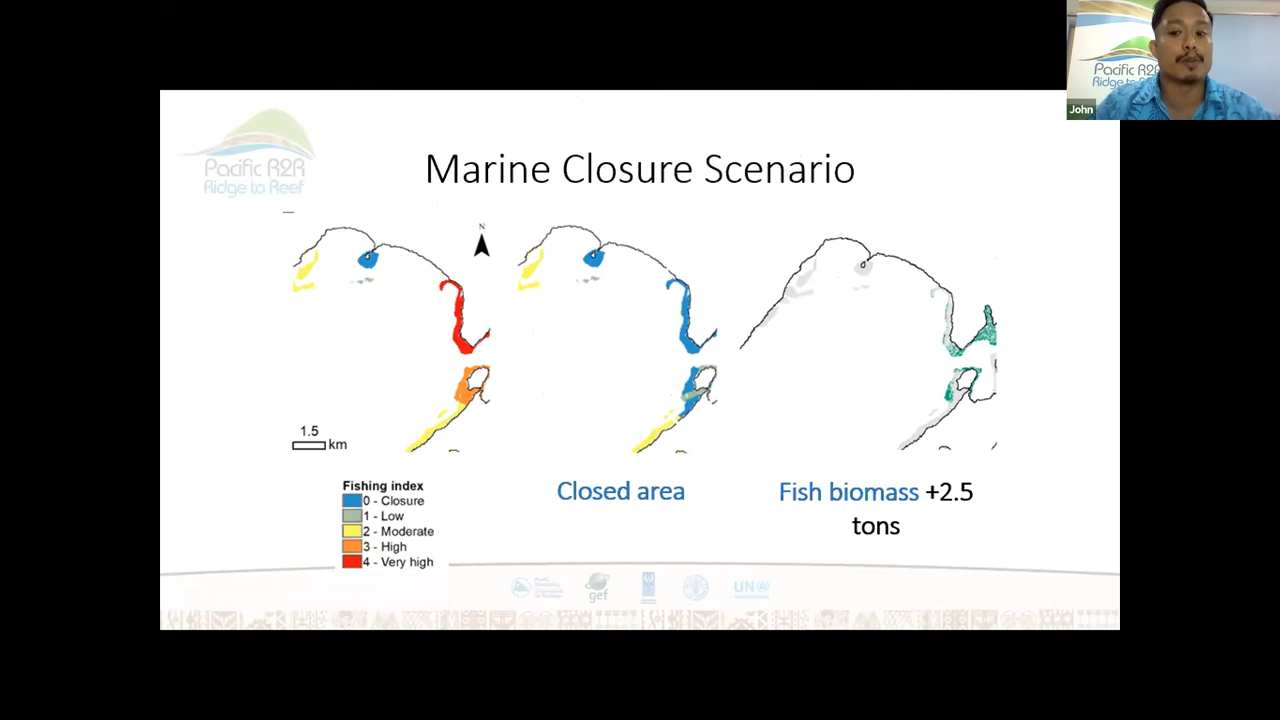 Pacific R2R
Ridge to Reef
John
Pacific R2R
Ridge to Reef
Marine Closure Scenario
N
1.5
km
Fishing index
0 - Closure
1 - Low
2 - Moderate
3 - High
4 - Very high
Closed area
Fish biomass +2.5
tons
gef
UN